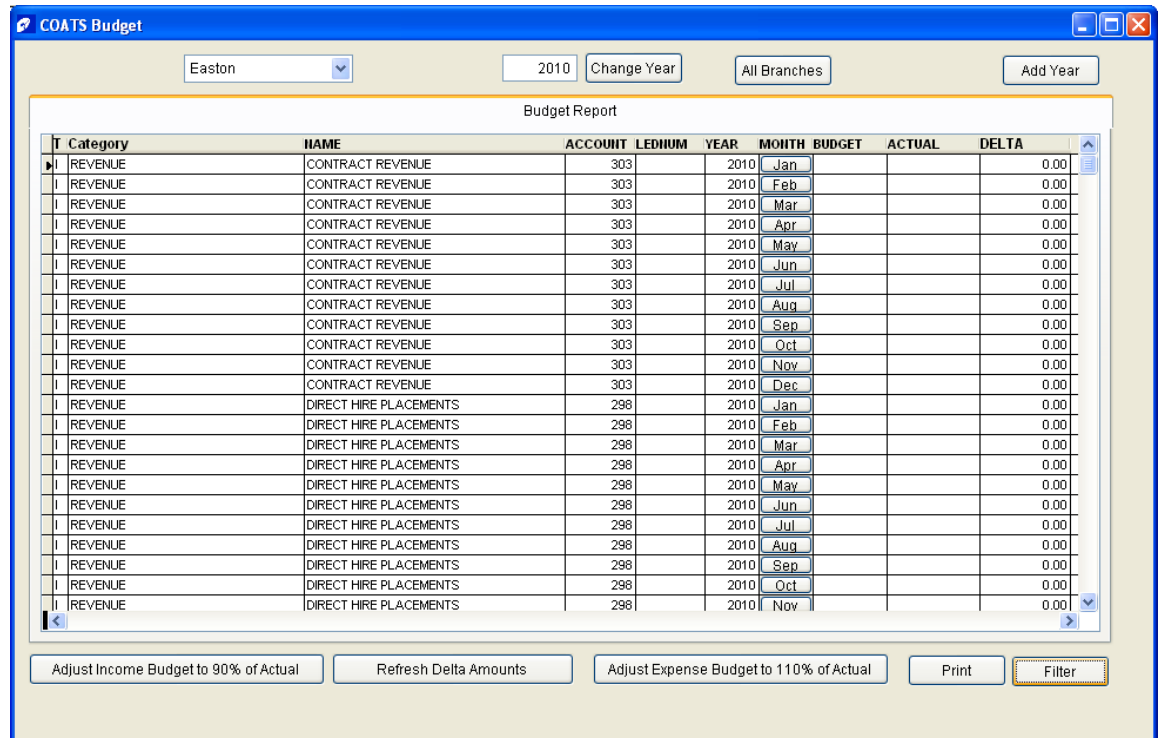 COATS Budget
Easton 2010 Change Year All Branches Add Year
Budget Report
T Category NAME ACCOUNT LEDNUM YEAR MONTH BUDGET ACTUAL DELTA
I REVENUE CONTRACT REVENUE 303 2010 Jan 0.00
I REVENUE CONTRACT REVENUE 303 2010 Feb 0.00
I REVENUE CONTRACT REVENUE 303 2010 Mar 0.00
I REVENUE CONTRACT REVENUE 303 2010 Apr 0.00
I REVENUE CONTRACT REVENUE 303 2010 May 0.00
I REVENUE CONTRACT REVENUE 303 2010 Jun 0.00
I REVENUE CONTRACT REVENUE 303 2010 Jul 0.00
I REVENUE CONTRACT REVENUE 303 2010 Aug 0.00
I REVENUE CONTRACT REVENUE 303 2010 Sep 0.00
I REVENUE CONTRACT REVENUE 303 2010 Oct 0.00
I REVENUE CONTRACT REVENUE 303 2010 Nov 0.00
I REVENUE CONTRACT REVENUE 303 2010 Dec 0.00
I REVENUE DIRECT HIRE PLACEMENTS 298 2010 Jan 0.00
I REVENUE DIRECT HIRE PLACEMENTS 298 2010 Feb 0.00
I REVENUE DIRECT HIRE PLACEMENTS 298 2010 Mar 0.00
I REVENUE DIRECT HIRE PLACEMENTS 298 2010 Apr 0.00
I REVENUE DIRECT HIRE PLACEMENTS 298 2010 May 0.00
I REVENUE DIRECT HIRE PLACEMENTS 298 2010 Jun 0.00
I REVENUE DIRECT HIRE PLACEMENTS 298 2010 Jul 0.00
I REVENUE DIRECT HIRE PLACEMENTS 298 2010 Aug 0.00
I REVENUE DIRECT HIRE PLACEMENTS 298 2010 Sep 0.00
I REVENUE DIRECT HIRE PLACEMENTS 298 2010 Oct 0.00
I REVENUE DIRECT HIRE PLACEMENTS 298 2010 Nov 0.00
Adjust Income Budget to 90% of Actual Refresh Delta Amounts Adjust Expense Budget to 110% of Actual Print Filter